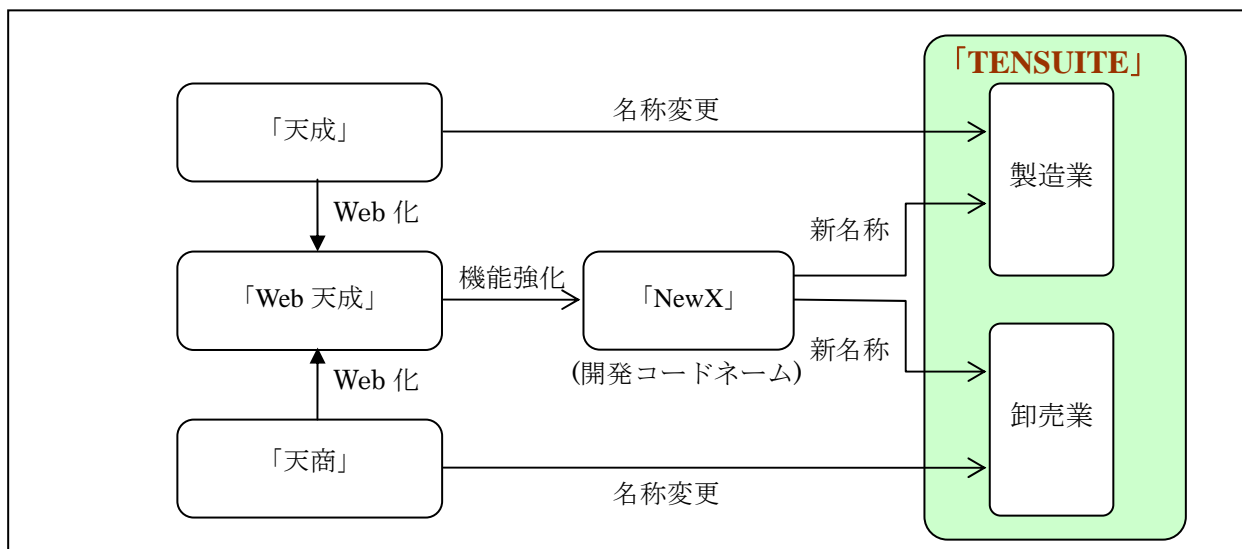 「TENSUITE」
「天成」
名称変更
製造業
Web 化
新名称
「Web 天成」
機能強化
「NewX」
(開発コードネーム)
新名称
Web 化
卸売業
「天商」
名称変更